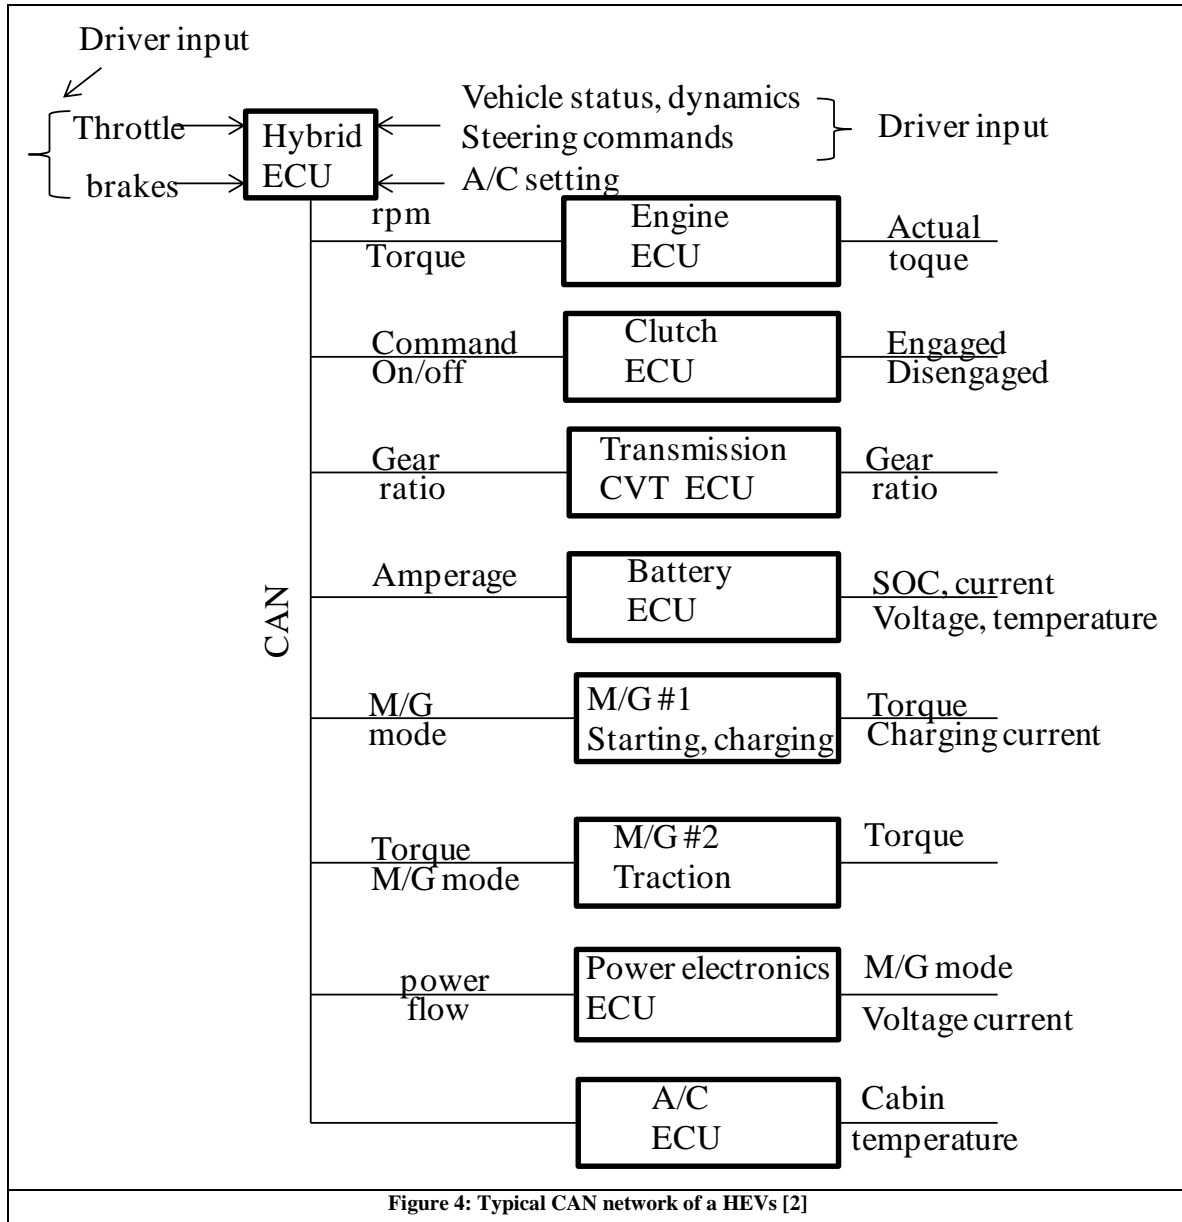 Driver input
Throttle
brakes
Hybrid
ECU
Vehicle status, dynamics
Steering commands
A/C setting
Driver input
rpm
Torque
Engine
ECU
Actual
toque
Command
On/off
Clutch
ECU
Engaged
Disengaged
Gear
ratio
Transmission
CVT ECU
Gear
ratio
CAN
Amperage
Battery
ECU
SOC, current
Voltage, temperature
M/G
mode
M/G #1
Starting, charging
Torque
Charging current
Torque
M/G mode
M/G #2
Traction
Torque
power
flow
Power electronics
ECU
M/G mode
Voltage current
A/C
ECU
Cabin
temperature
Figure 4: Typical CAN network of a HEVs [2]